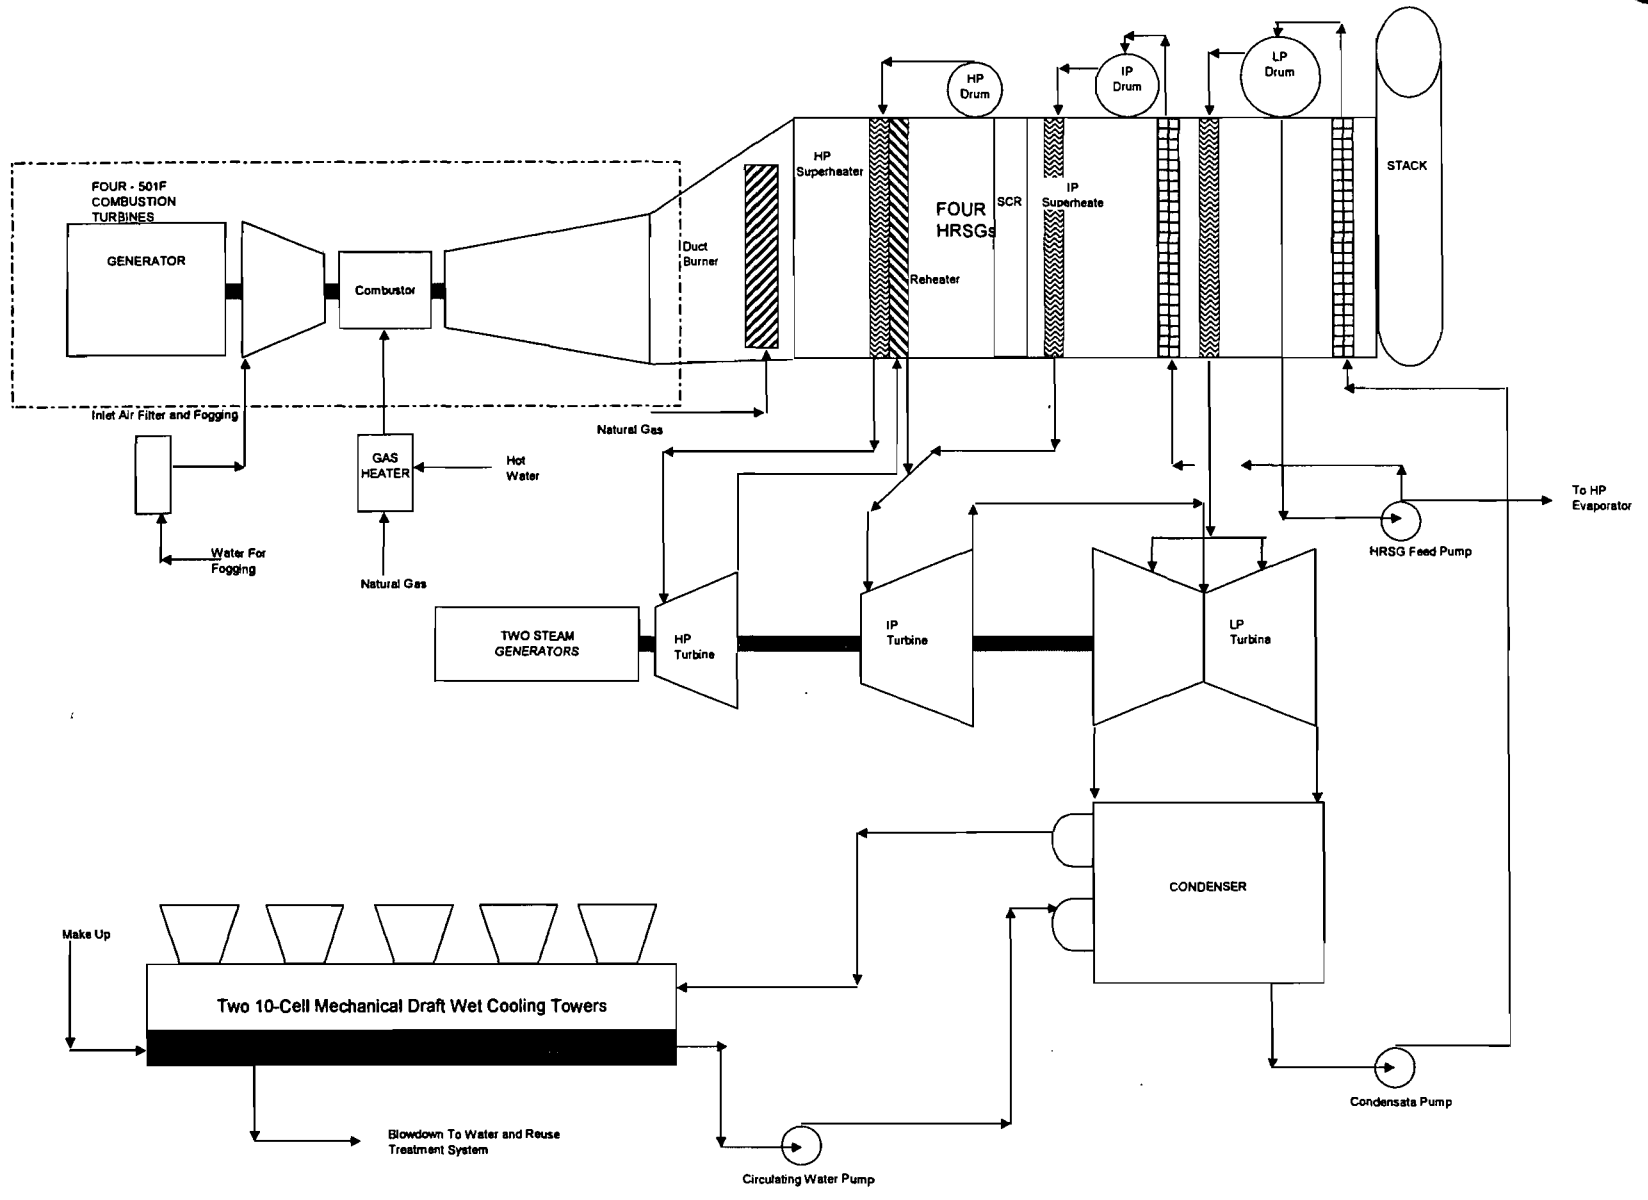 HP
Drum
IP
Drum
LP
Drum
STACK
HP
Superheater
FOUR
HRSGs
SCR
IP
Superheate
Reheater
Duct
Burner
FOUR - 501F
COMBUSTION
TURBINES
GENERATOR
Combustor
Inlet Air Filter and Fogging
Natural Gas
GAS
HEATER
Hot
Water
Water For
Fogging
Natural Gas
To HP
Evaporator
HRSG Feed Pump
TWO STEAM
GENERATORS
HP
Turbine
IP
Turbine
LP
Turbine
CONDENSER
Make Up
Two 10-Cell Mechanical Draft Wet Cooling Towers
Condensate Pump
Blowdown To Water and Reuse
Treatment System
Circulating Water Pump